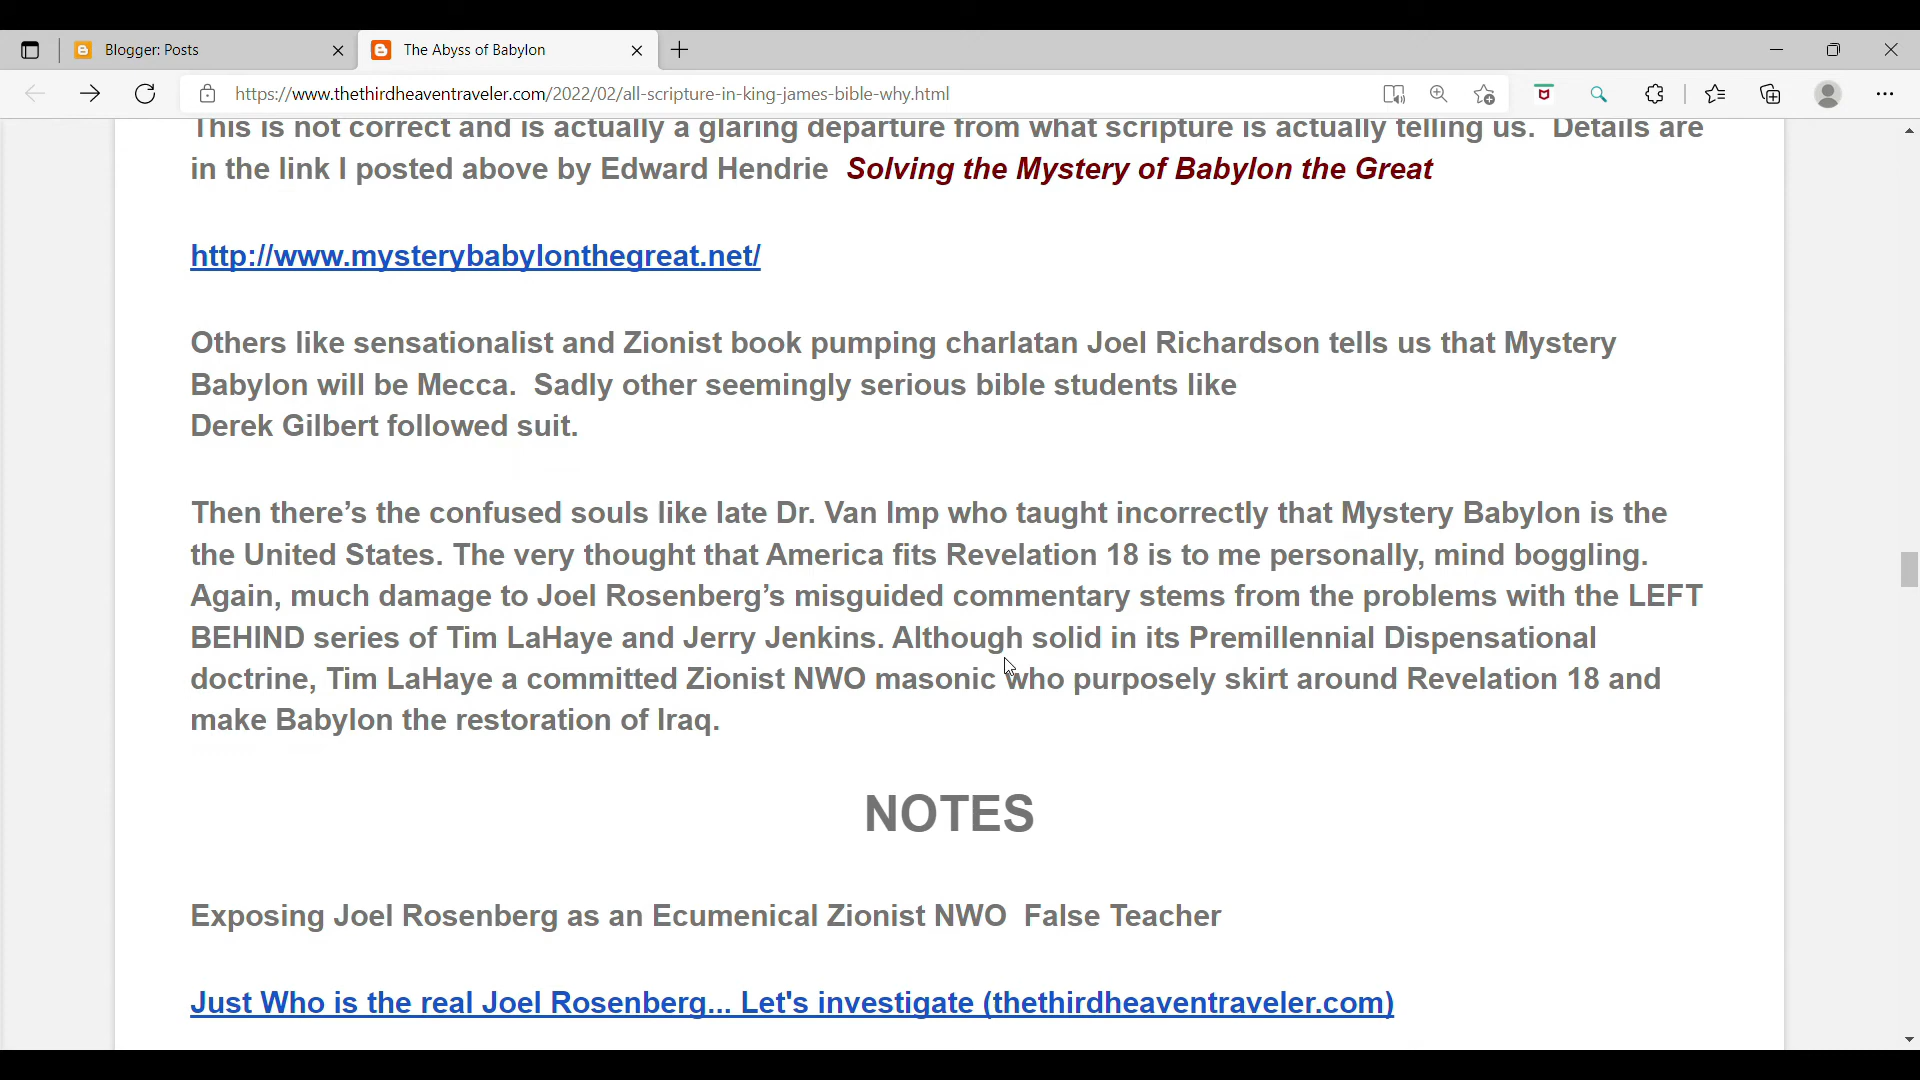 Blogger: Posts
The Abyss of Babylon
https://www.thethirdheaventraveler.com/2022/02/all-scripture-in-king-james-bible-why.html
This is not correct and is actually a glaring departure from what scripture is actually telling us. Details are
in the link I posted above by Edward Hendrie Solving the Mystery of Babylon the Great
http://www.mysterybabylonthegreat.net/
Others like sensationalist and Zionist book pumping charlatan Joel Richardson tells us that Mystery
Babylon will be Mecca. Sadly other seemingly serious bible students like
Derek Gilbert followed suit.
Then there’s the confused souls like late Dr. Van Imp who taught incorrectly that Mystery Babylon is the
the United States. The very thought that America fits Revelation 18 is to me personally, mind boggling.
Again, much damage to Joel Rosenberg’s misguided commentary stems from the problems with the LEFT
BEHIND series of Tim LaHaye and Jerry Jenkins. Although solid in its Premillennial Dispensational
doctrine, Tim LaHaye a committed Zionist NWO masonic who purposely skirt around Revelation 18 and
make Babylon the restoration of Iraq.
NOTES
Exposing Joel Rosenberg as an Ecumenical Zionist NWO False Teacher
Just Who is the real Joel Rosenberg... Let's investigate (thethirdheaventraveler.com)